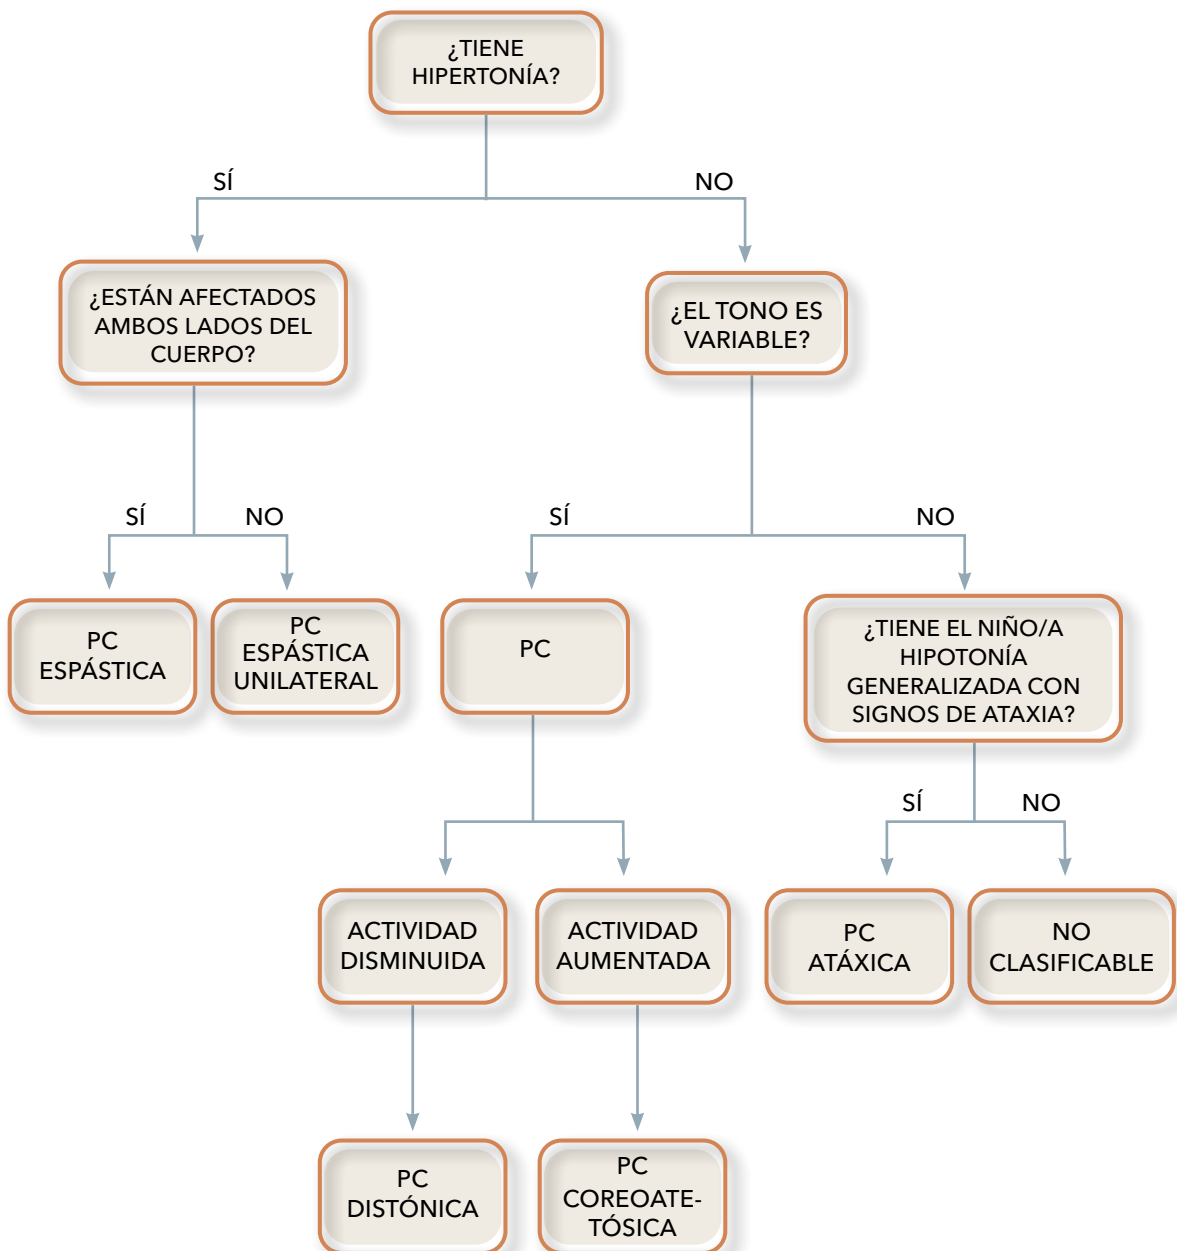 ¿TIENE
HIPERTONÍA?
SÍ
NO
¿ESTÁN AFECTADOS
AMBOS LADOS DEL
CUERPO?
¿EL TONO ES
VARIABLE?
SÍ
NO
SÍ
NO
PC
ESPÁSTICA
PC
ESPÁSTICA
UNILATERAL
PC
¿TIENE EL NIÑO/A
HIPOTONÍA
GENERALIZADA CON
SIGNOS DE ATAXIA?
SÍ
NO
ACTIVIDAD
DISMINUIDA
ACTIVIDAD
AUMENTADA
PC
ATÁXICA
NO
CLASIFICABLE
PC
DISTÓNICA
PC
COREOATE-
TÓSICA